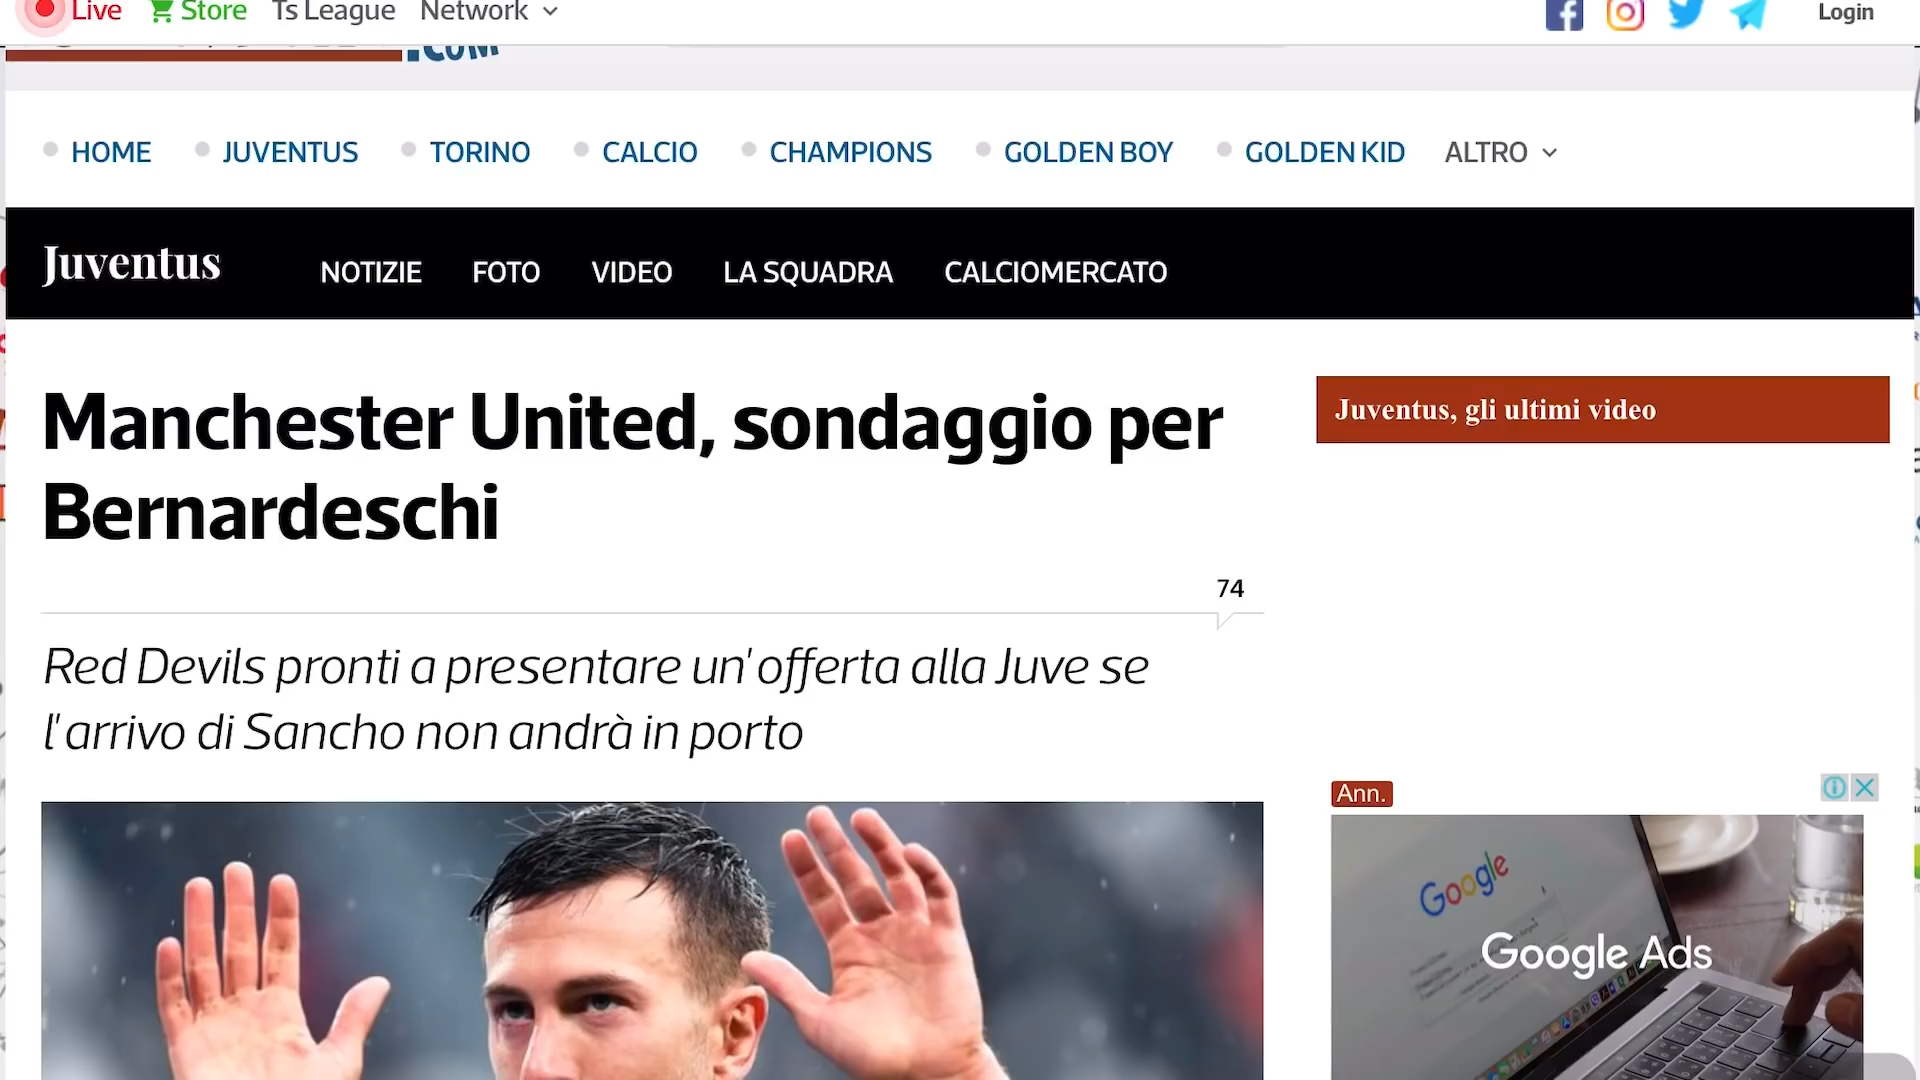 Live Store Ts League Network Login
.COM
HOME JUVENTUS TORINO CALCIO CHAMPIONS GOLDEN BOY GOLDEN KID ALTRO
Juventus NOTIZIE FOTO VIDEO LA SQUADRA CALCIOMERCATO
Manchester United, sondaggio per
Bernardeschi
74
Red Devils pronti a presentare un'offerta alla Juve se
l'arrivo di Sancho non andrà in porto
Juventus, gli ultimi video
Ann.
Google
Google Ads